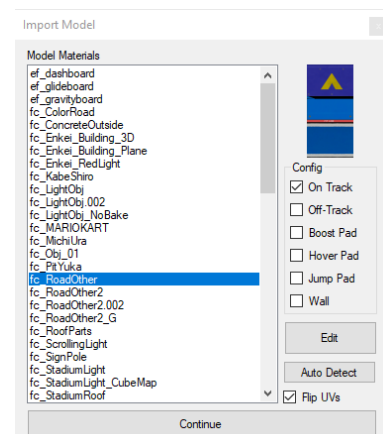 Import Model
Model Materials
ef_dashboard
ef_glideboard
ef_gravityboard
fc_ColorRoad
fc_ConcreteOutside
fc_Enkei_Building_3D
fc_Enkei_Building_Plane
fc_Enkei_RedLight
fc_KabeShiro
fc_LightObj
fc_LightObj.002
fc_LightObj_NoBake
fc_MARIOKART
fc_MichiUra
fc_Obj_01
fc_PitYuka
fc_RoadOther
fc_RoadOther2
fc_RoadOther2.002
fc_RoadOther2_G
fc_RoofParts
fc_ScrollingLight
fc_SignPole
fc_StadiumLight
fc_StadiumLight_CubeMap
fc_StadiumRoof
Config
On Track
Off-Track
Boost Pad
Hover Pad
Jump Pad
Wall
Edit
Auto Detect
Flip UVs
Continue